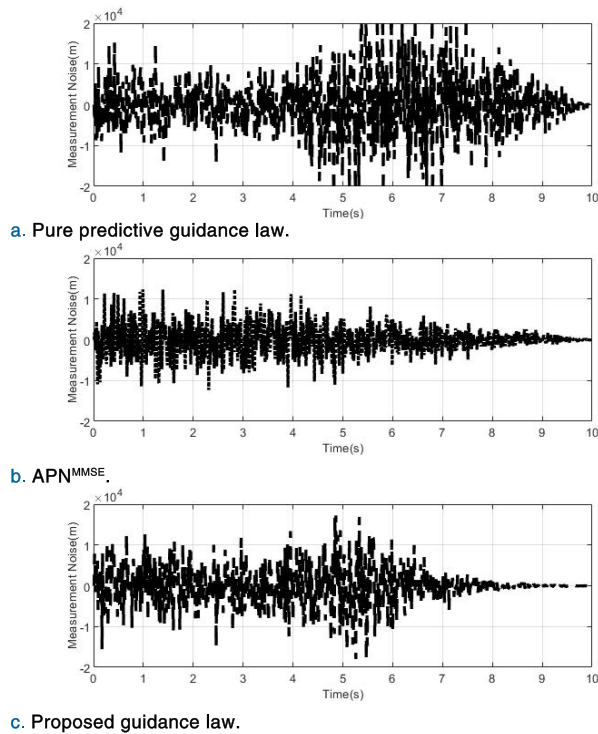 ×10⁴
2
1
0
-1
-2
Measurement Noise(m)
0 1 2 3 4 5 6 7 8 9 10
Time(s)
a. Pure predictive guidance law.
×10⁴
2
1
0
-1
-2
Measurement Noise(m)
0 1 2 3 4 5 6 7 8 9 10
Time(s)
b. APNᴹᴹˢᴱ.
×10⁴
2
1
0
-1
-2
Measurement Noise(m)
0 1 2 3 4 5 6 7 8 9 10
Time(s)
c. Proposed guidance law.